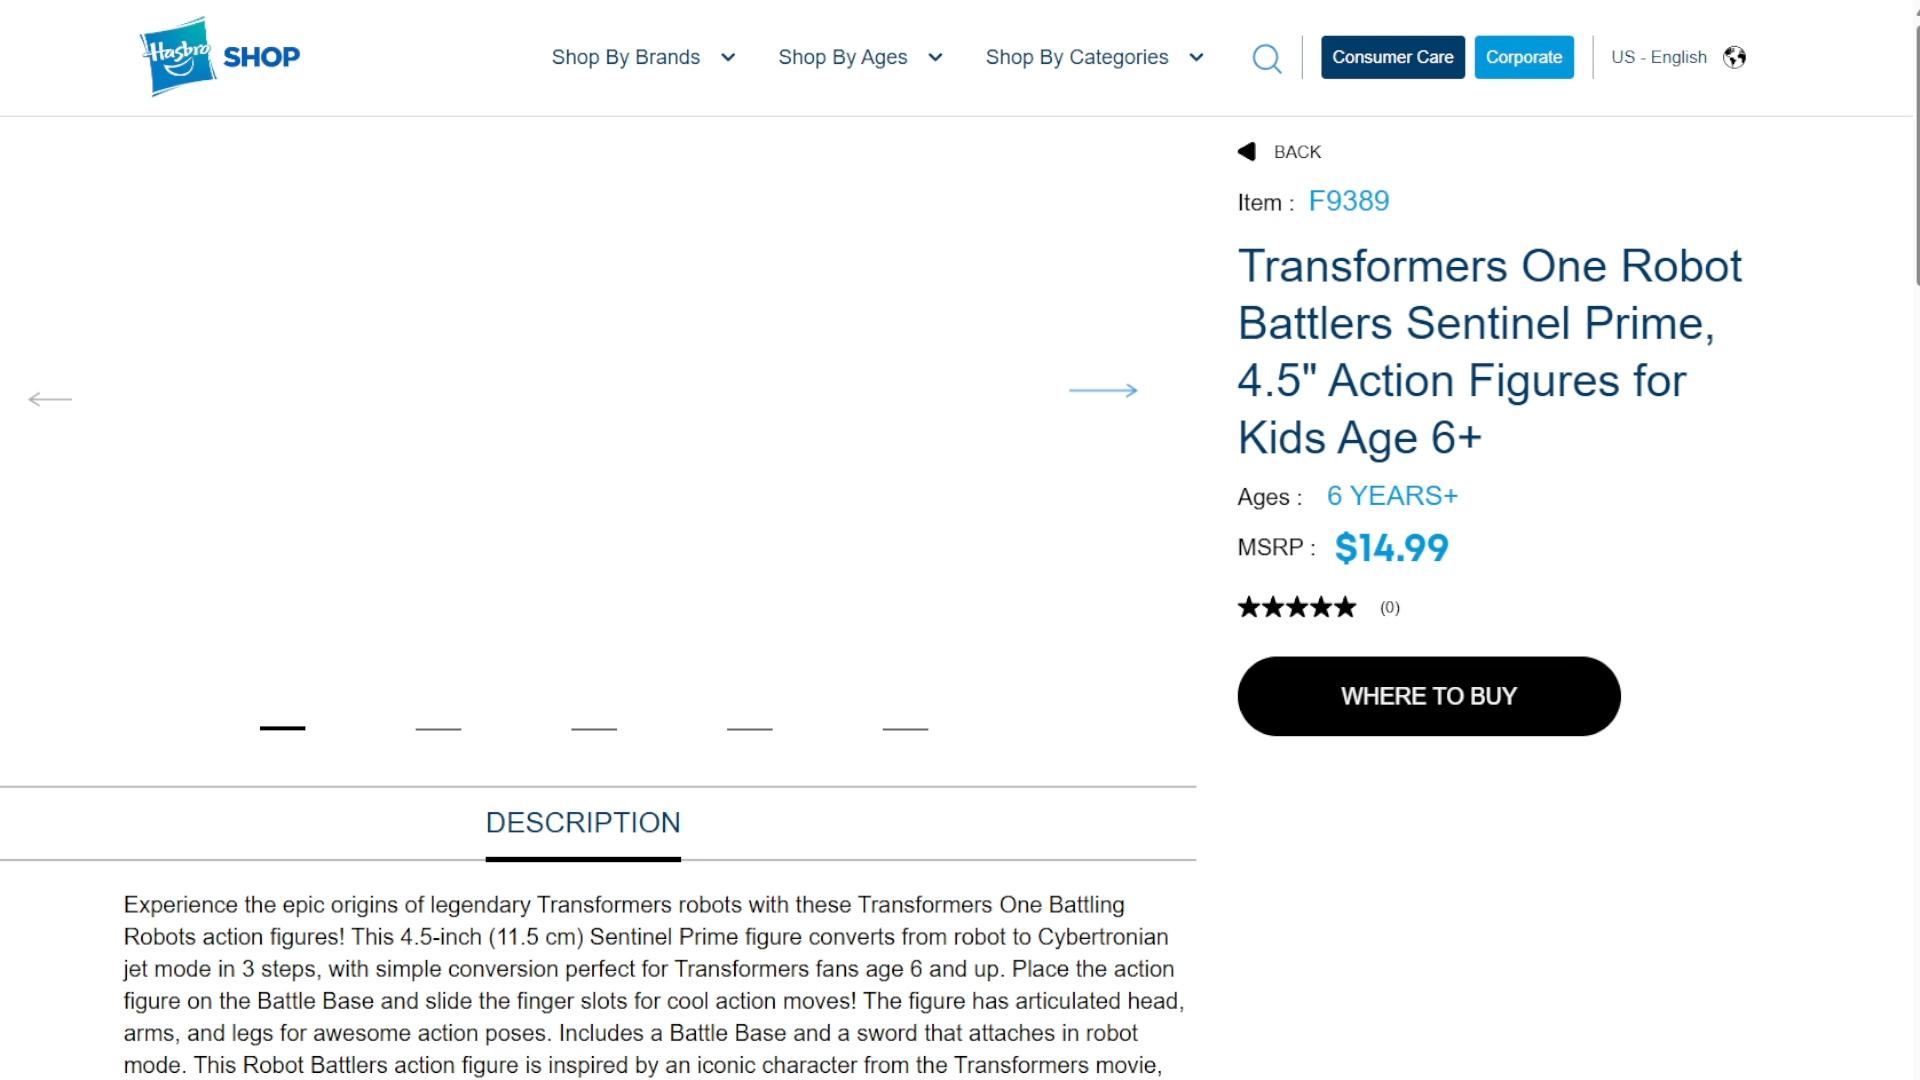 Hasbro SHOP
Shop By Brands
Shop By Ages
Shop By Categories
Consumer Care
Corporate
US - English
BACK
Item : F9389
Transformers One Robot
Battlers Sentinel Prime,
4.5" Action Figures for
Kids Age 6+
Ages : 6 YEARS+
MSRP : $14.99
★★★★★ (0)
WHERE TO BUY
DESCRIPTION
Experience the epic origins of legendary Transformers robots with these Transformers One Battling
Robots action figures! This 4.5-inch (11.5 cm) Sentinel Prime figure converts from robot to Cybertronian
jet mode in 3 steps, with simple conversion perfect for Transformers fans age 6 and up. Place the action
figure on the Battle Base and slide the finger slots for cool action moves! The figure has articulated head,
arms, and legs for awesome action poses. Includes a Battle Base and a sword that attaches in robot
mode. This Robot Battlers action figure is inspired by an iconic character from the Transformers movie,